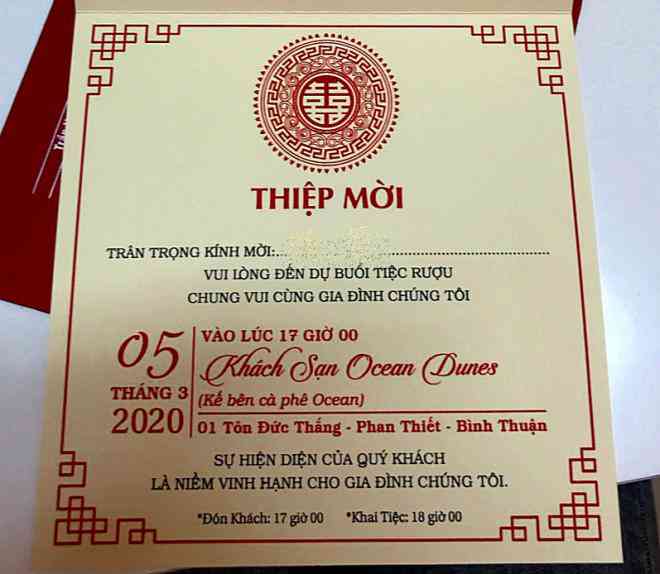 囍
THIỆP MỜI
TRÂN TRỌNG KÍNH MỜI:
VUI LÒNG ĐẾN DỰ BUỔI TIỆC RƯỢU
CHUNG VUI CÙNG GIA ĐÌNH CHÚNG TÔI
05
THÁNG 3
2020
VÀO LÚC 17 GIỜ 00
Khách Sạn Ocean Dunes
(Kế bên cà phê Ocean)
01 Tôn Đức Thắng - Phan Thiết - Bình Thuận
SỰ HIỆN DIỆN CỦA QUÝ KHÁCH
LÀ NIỀM VINH HẠNH CHO GIA ĐÌNH CHÚNG TÔI.
*Đón Khách: 17 giờ 00 *Khai Tiệc: 18 giờ 00